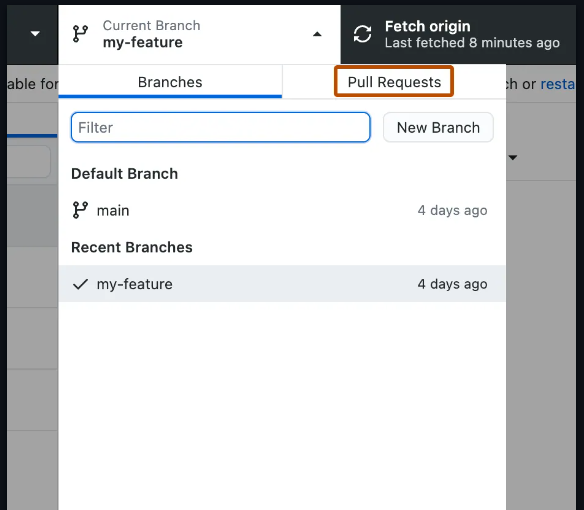 Current Branch
my-feature
Fetch origin
Last fetched 8 minutes ago
able for
Branches
Pull Requests
ch or resta
Filter
New Branch
Default Branch
main
4 days ago
Recent Branches
my-feature
4 days ago